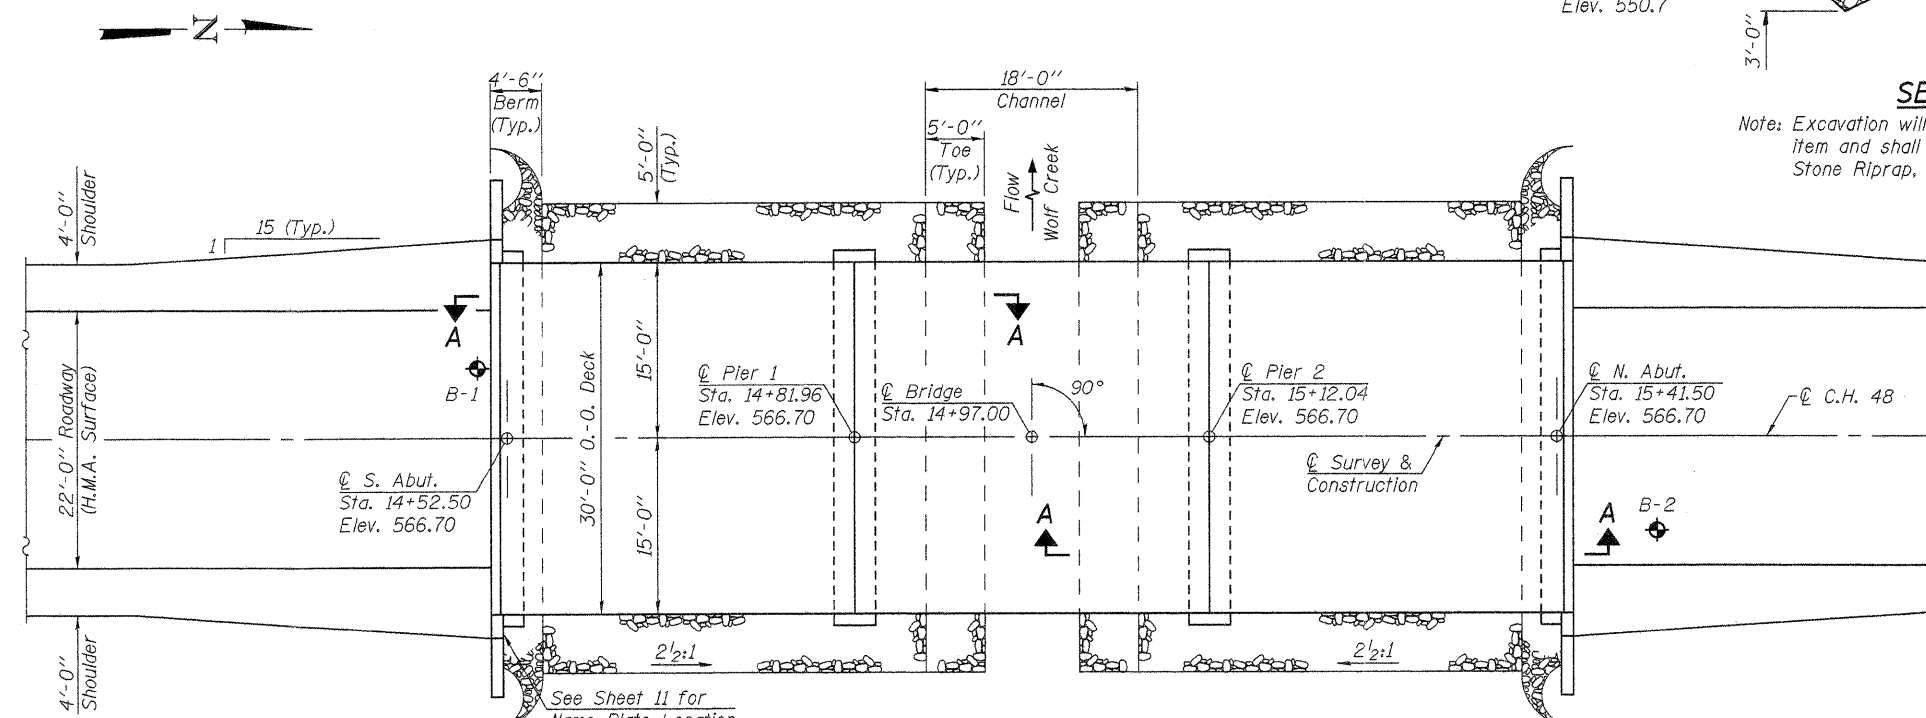 N
Elev. 550.7
3'-0"
SE
Note: Excavation will
item and shall
Stone Riprap,
4'-6"
Berm
(Typ.)
5'-0"
(Typ.)
18'-0"
Channel
5'-0"
Toe
(Typ.)
Flow
Wolf Creek
4'-0"
Shoulder
1
15 (Typ.)
A
A
B-1
22'-0" Roadway
(H.M.A. Surface)
30'-0" O.-O. Deck
15'-0"
15'-0"
℄ Pier 1
Sta. 14+81.96
Elev. 566.70
℄ Bridge
Sta. 14+97.00
90°
℄ Pier 2
Sta. 15+12.04
Elev. 566.70
℄ N. Abut.
Sta. 15+41.50
Elev. 566.70
℄ C.H. 48
℄ S. Abut.
Sta. 14+52.50
Elev. 566.70
℄ Survey &
Construction
A
A
B-2
4'-0"
Shoulder
2½:1
2½:1
See Sheet 11 for
Name Plate Location